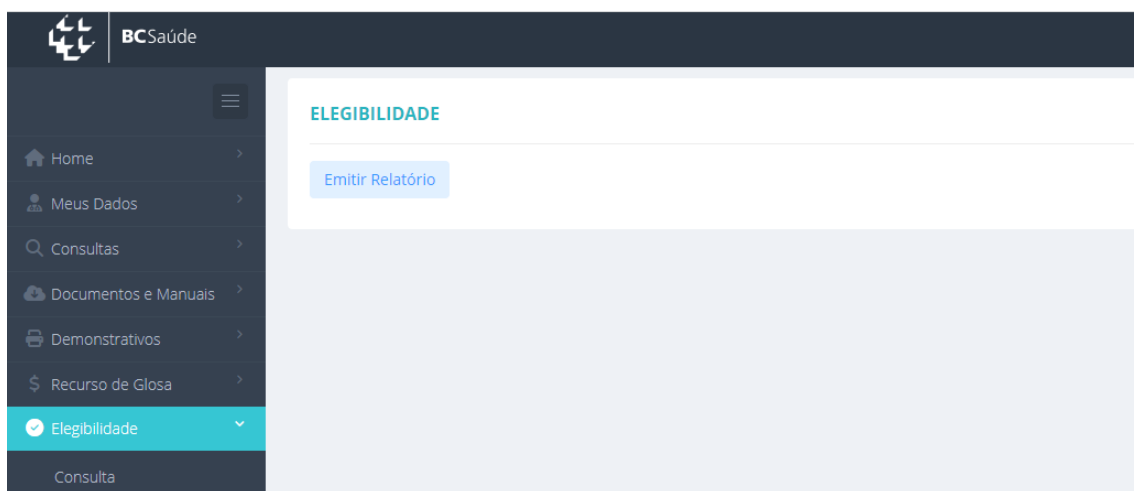 BCSaúde
ELEGIBILIDADE
Emitir Relatório
Home
Meus Dados
Consultas
Documentos e Manuais
Demonstrativos
Recurso de Glosa
Elegibilidade
Consulta